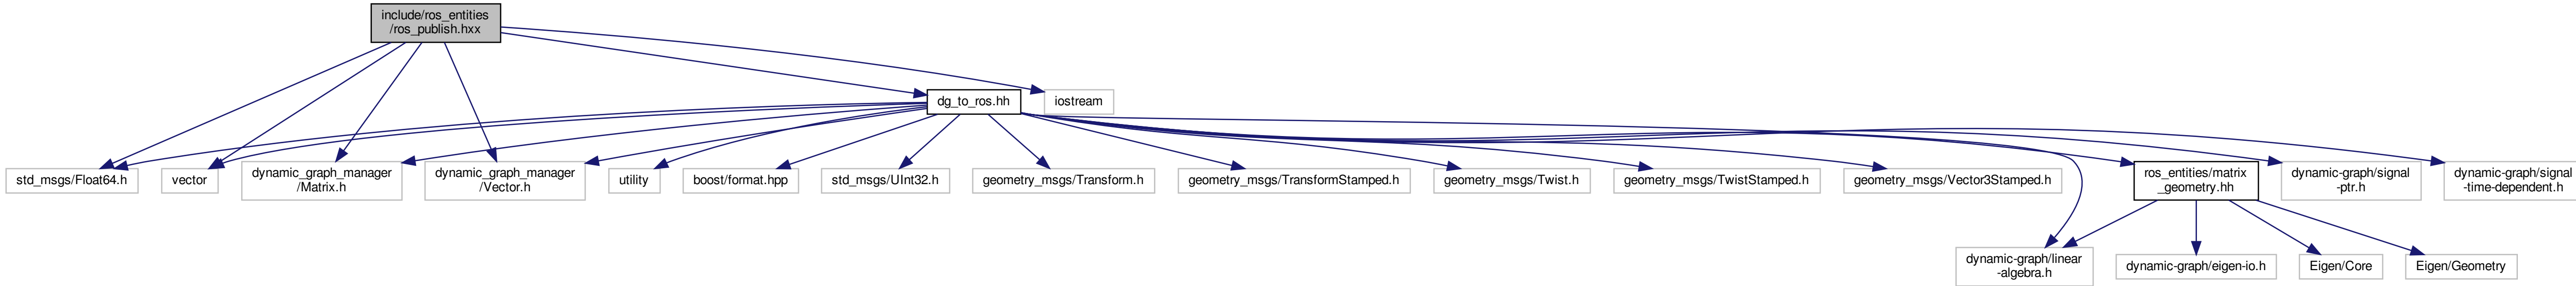 include/ros_entities
/ros_publish.hxx
dg_to_ros.hh
iostream
std_msgs/Float64.h
vector
dynamic_graph_manager
/Matrix.h
dynamic_graph_manager
/Vector.h
utility
boost/format.hpp
std_msgs/UInt32.h
geometry_msgs/Transform.h
geometry_msgs/TransformStamped.h
geometry_msgs/Twist.h
geometry_msgs/TwistStamped.h
geometry_msgs/Vector3Stamped.h
ros_entities/matrix
_geometry.hh
dynamic-graph/signal
-ptr.h
dynamic-graph/signal
-time-dependent.h
dynamic-graph/linear
-algebra.h
dynamic-graph/eigen-io.h
Eigen/Core
Eigen/Geometry